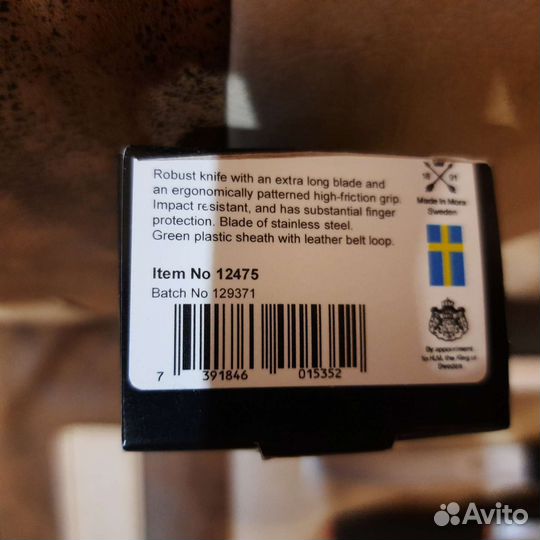 Robust knife with an extra long blade and
an ergonomically patterned high-friction grip.
Impact resistant, and has substantial finger
protection. Blade of stainless steel.
Green plastic sheath with leather belt loop.
Item No 12475
Batch No 129371
7 391846 015352
18 91
Made in Mora
Sweden
By appointment
to H.M. the King of
Sweden
Avito